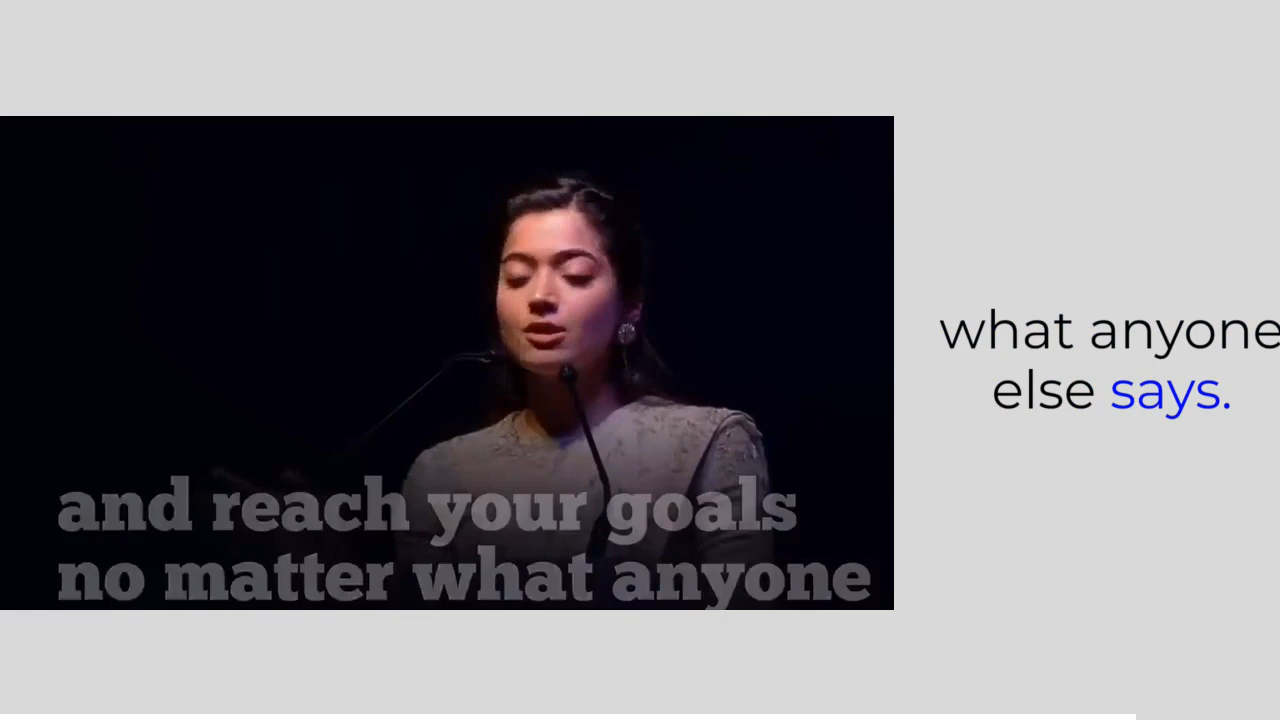 and reach your goals
no matter what anyone
what anyone
else says.